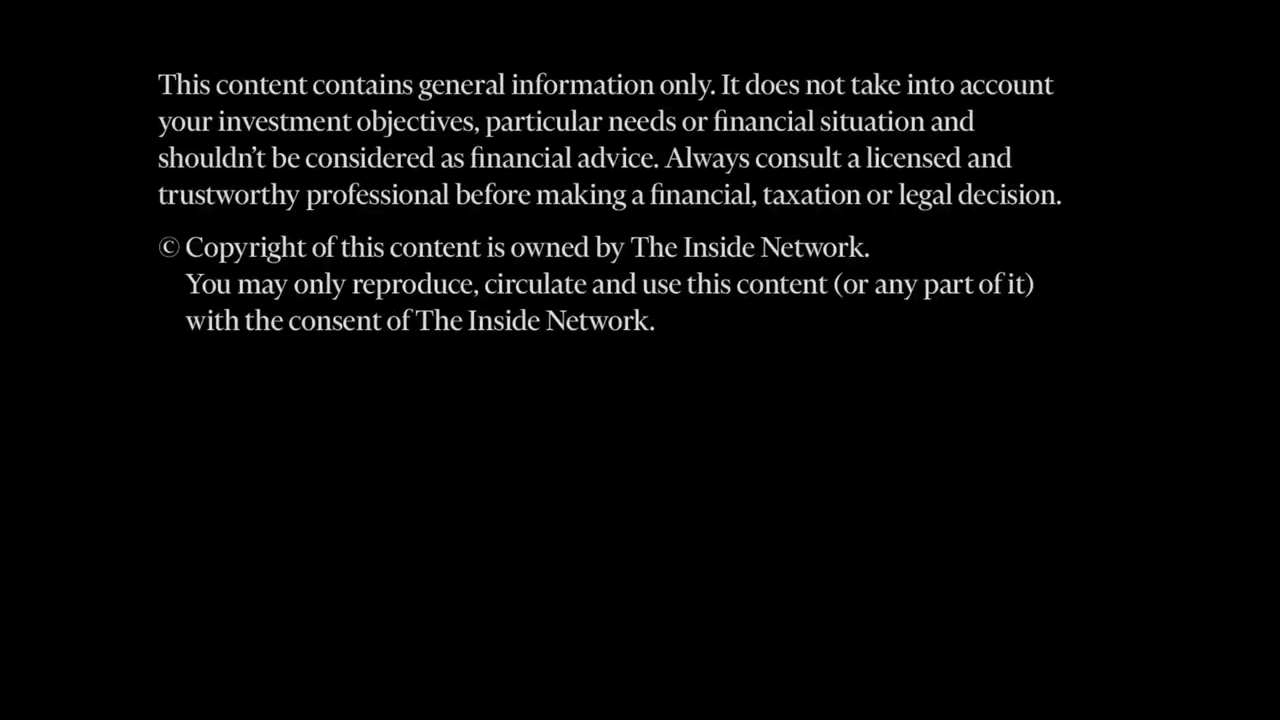 This content contains general information only. It does not take into account
your investment objectives, particular needs or financial situation and
shouldn’t be considered as financial advice. Always consult a licensed and
trustworthy professional before making a financial, taxation or legal decision.
© Copyright of this content is owned by The Inside Network.
You may only reproduce, circulate and use this content (or any part of it)
with the consent of The Inside Network.